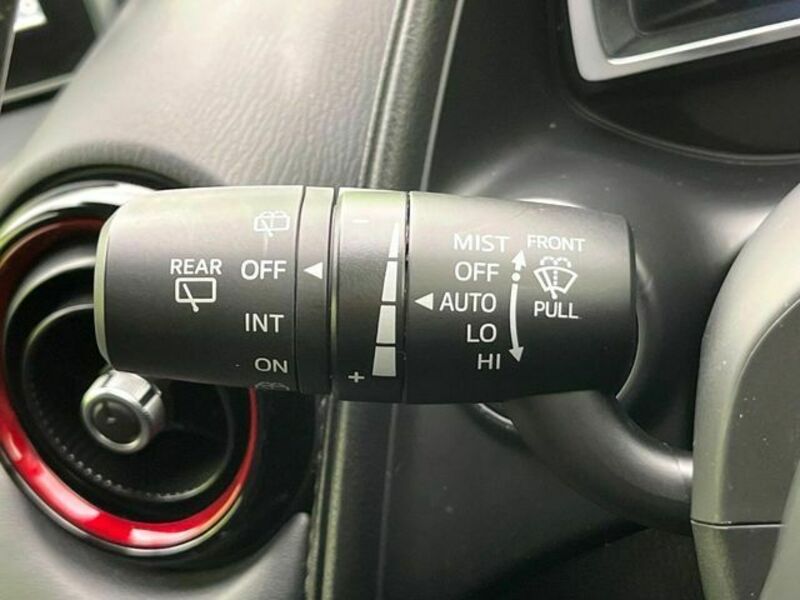 REAR
OFF
INT
ON
-
+
MIST
OFF
AUTO
LO
HI
FRONT
PULL